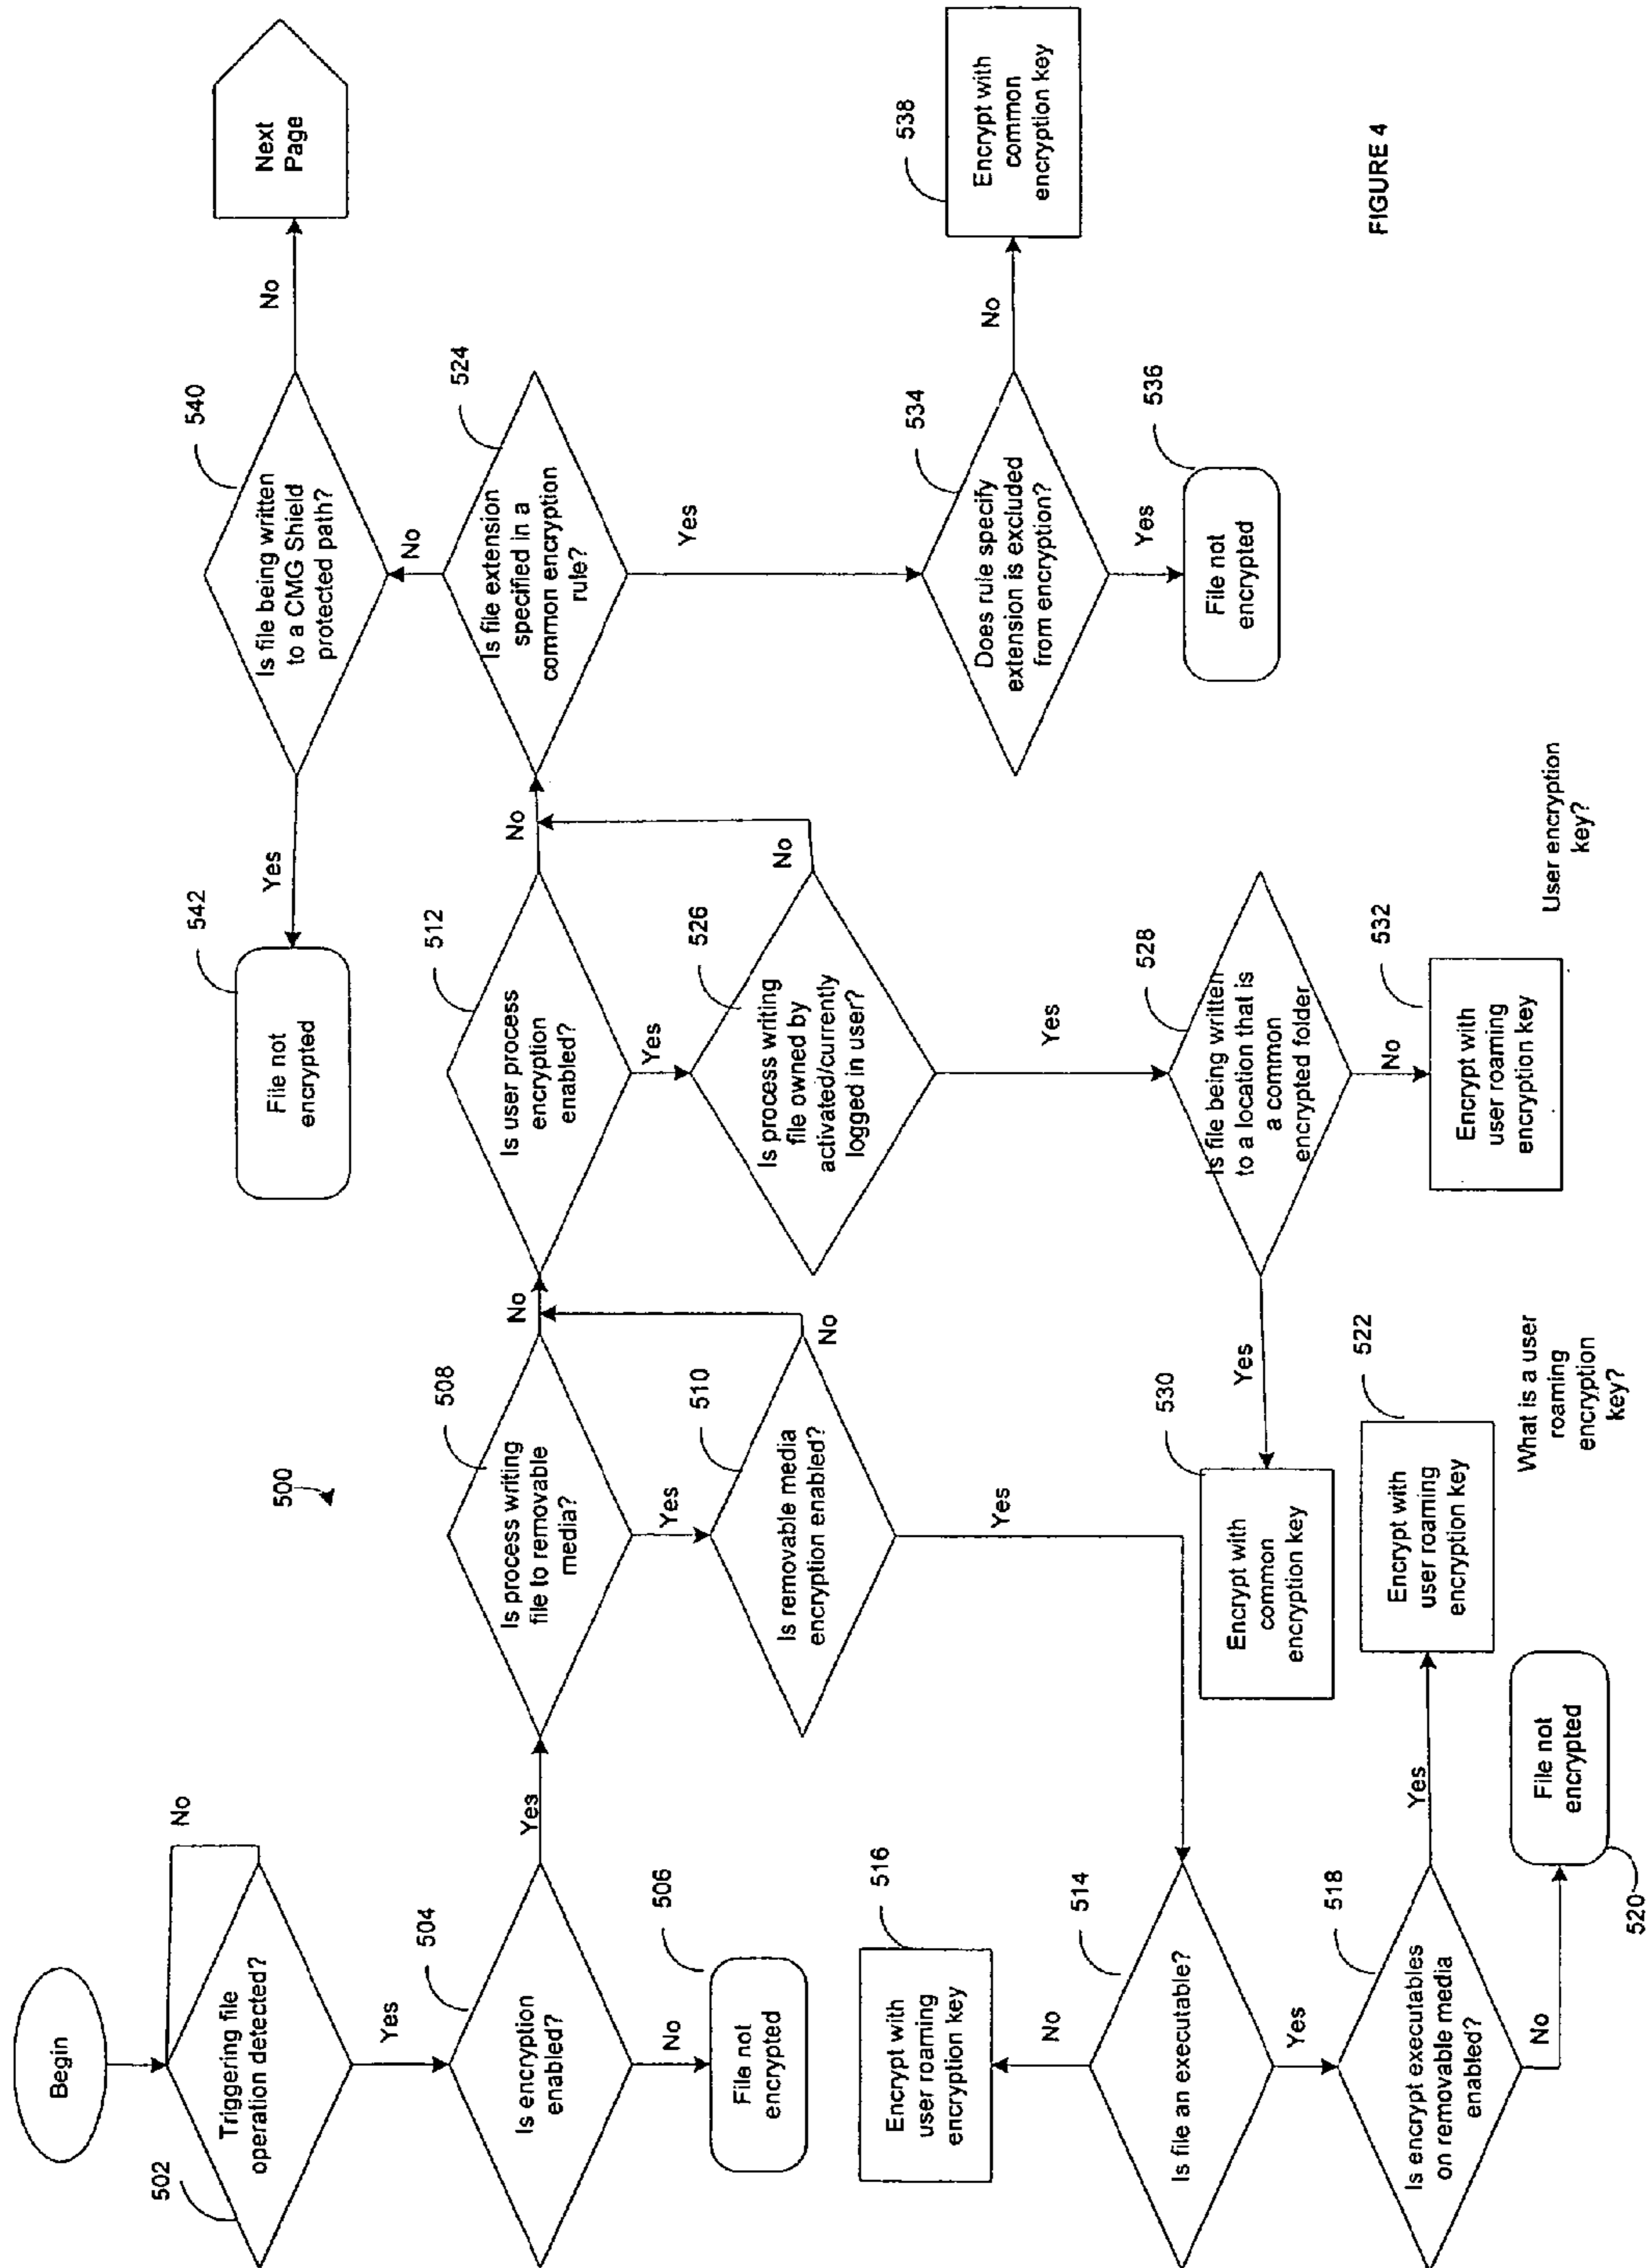 Begin
502
Triggering file
operation detected?
No
Yes
504
Is encryption
enabled?
Yes
No
506
File not
encrypted
500
508
Is process writing
file to removable
media?
No
Yes
510
Is removable media
encryption enabled?
No
Yes
514
Is file an executable?
No
516
Encrypt with
user roaming
encryption key
Yes
518
Is encrypt executables
on removable media
enabled?
No
520
File not
encrypted
Yes
522
Encrypt with
user roaming
encryption key
What is a user
roaming
encryption
key?
512
Is user process
encryption
enabled?
No
Yes
526
Is process writing
file owned by
activated/currently
logged in user?
No
Yes
528
Is file being written
to a location that is
a common
encrypted folder
Yes
530
Encrypt with
common
encryption key
No
532
Encrypt with
user roaming
encryption key
User encryption
key?
524
Is file extension
specified in a
common encryption
rule?
No
Yes
534
Does rule specify
extension is excluded
from encryption?
Yes
536
File not
encrypted
No
538
Encrypt with
common
encryption key
540
Is file being written
to a CMG Shield
protected path?
Yes
542
File not
encrypted
No
Next
Page
FIGURE 4